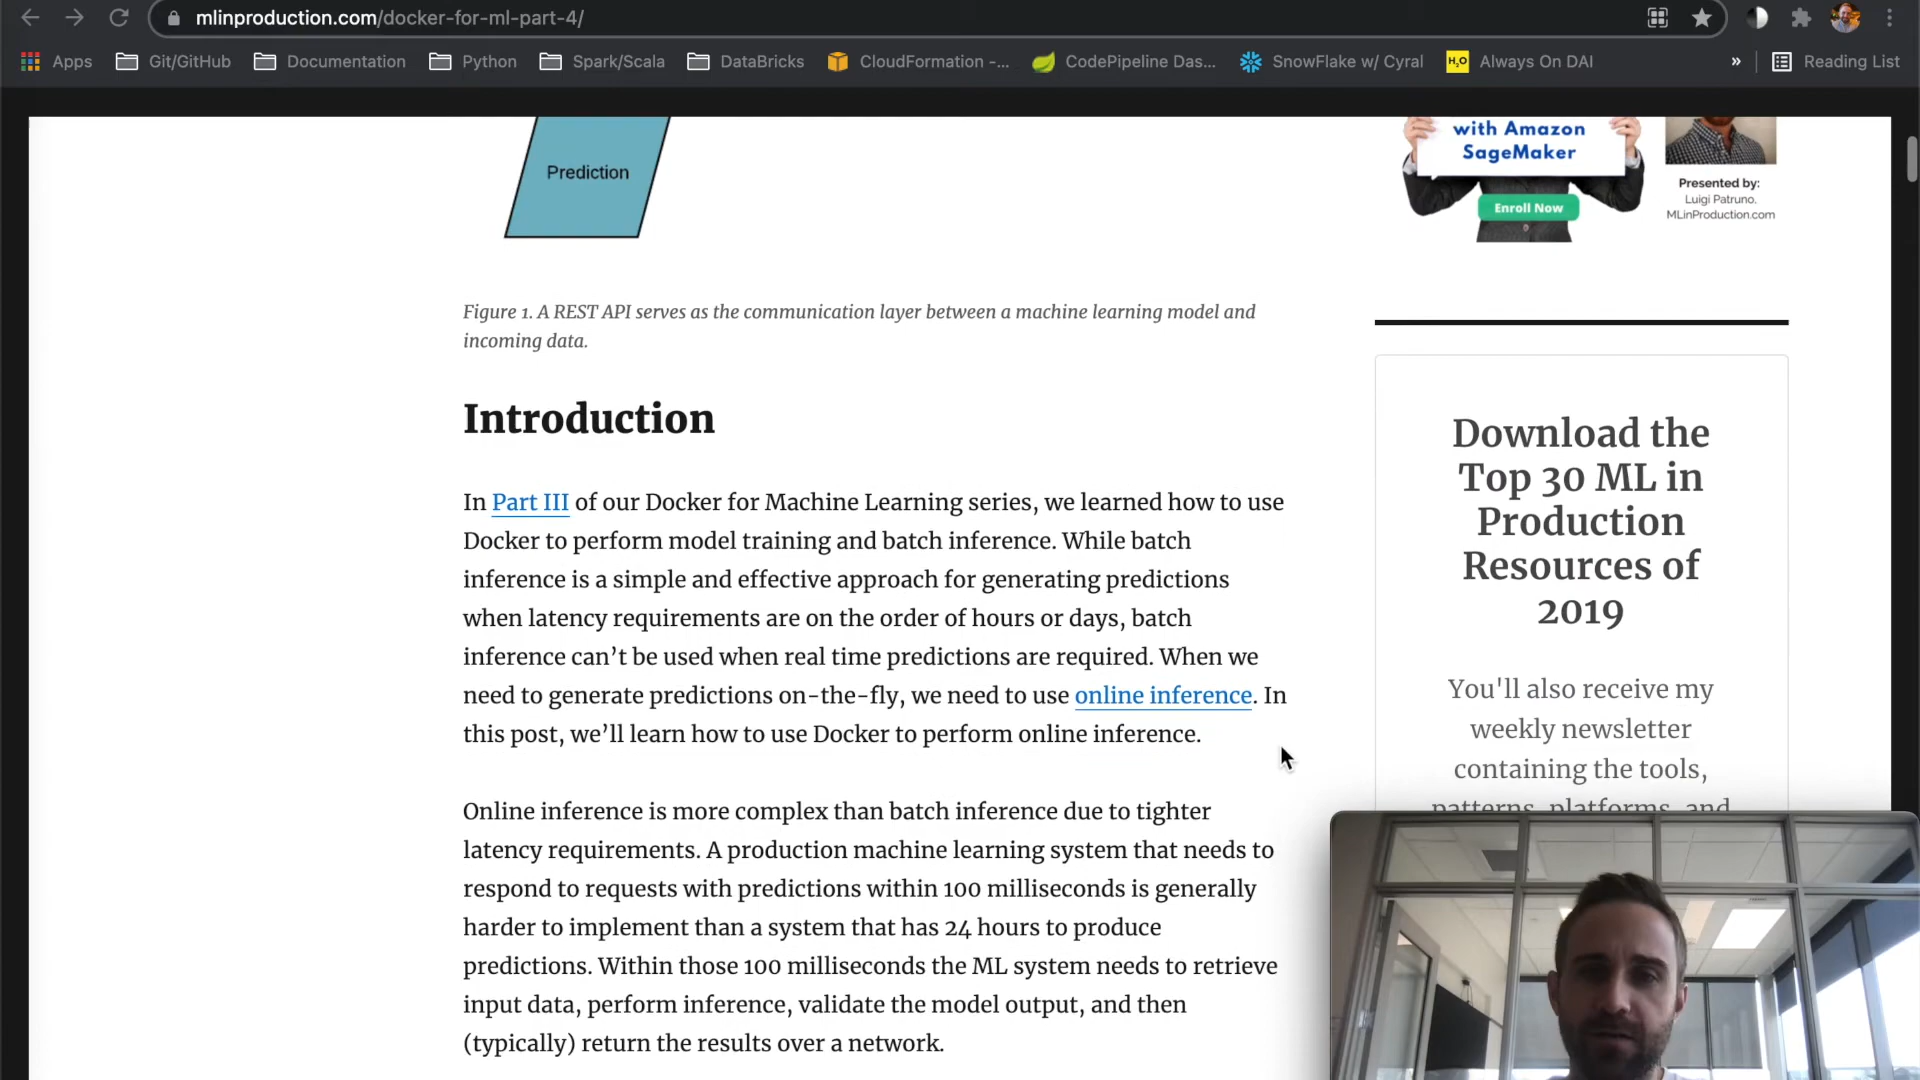 mlinproduction.com/docker-for-ml-part-4/
Apps Git/GitHub Documentation Python Spark/Scala DataBricks CloudFormation -... CodePipeline Das... SnowFlake w/ Cyral H₂O Always On DAI » Reading List
Prediction
with Amazon
SageMaker
Enroll Now
Presented by:
Luigi Patruno.
MLinProduction.com
Figure 1. A REST API serves as the communication layer between a machine learning model and
incoming data.
Introduction
In Part III of our Docker for Machine Learning series, we learned how to use
Docker to perform model training and batch inference. While batch
inference is a simple and effective approach for generating predictions
when latency requirements are on the order of hours or days, batch
inference can’t be used when real time predictions are required. When we
need to generate predictions on-the-fly, we need to use online inference. In
this post, we’ll learn how to use Docker to perform online inference.
Online inference is more complex than batch inference due to tighter
latency requirements. A production machine learning system that needs to
respond to requests with predictions within 100 milliseconds is generally
harder to implement than a system that has 24 hours to produce
predictions. Within those 100 milliseconds the ML system needs to retrieve
input data, perform inference, validate the model output, and then
(typically) return the results over a network.
Download the
Top 30 ML in
Production
Resources of
2019
You'll also receive my
weekly newsletter
containing the tools,
patterns, platforms, and